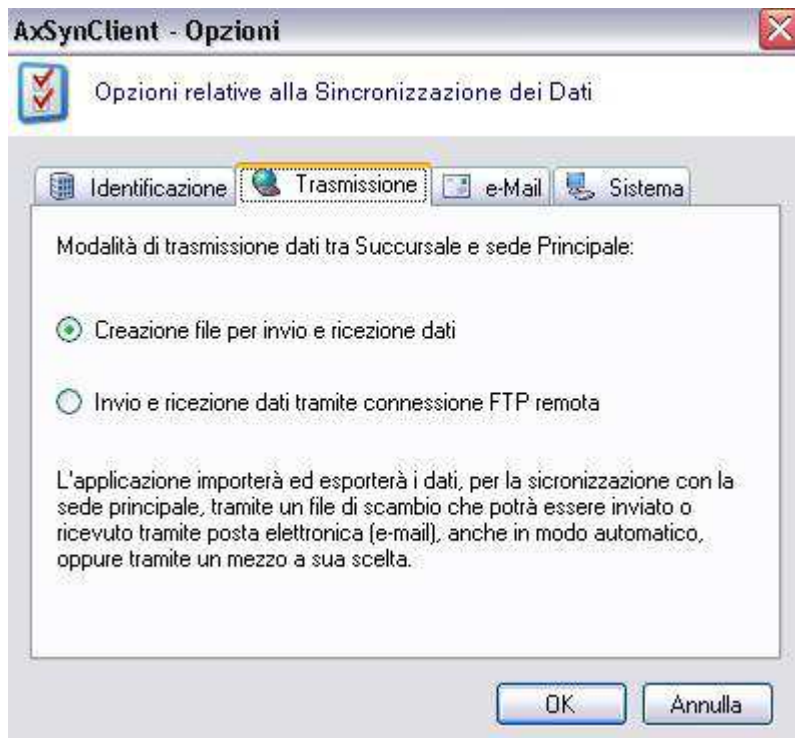 AxSynClient - Opzioni
Opzioni relative alla Sincronizzazione dei Dati
Identificazione Trasmissione e-Mail Sistema
Modalità di trasmissione dati tra Succursale e sede Principale:
Creazione file per invio e ricezione dati
Invio e ricezione dati tramite connessione FTP remota
L'applicazione importerà ed esporterà i dati, per la sicronizzazione con la
sede principale, tramite un file di scambio che potrà essere inviato o
ricevuto tramite posta elettronica (e-mail), anche in modo automatico,
oppure tramite un mezzo a sua scelta.
OK Annulla